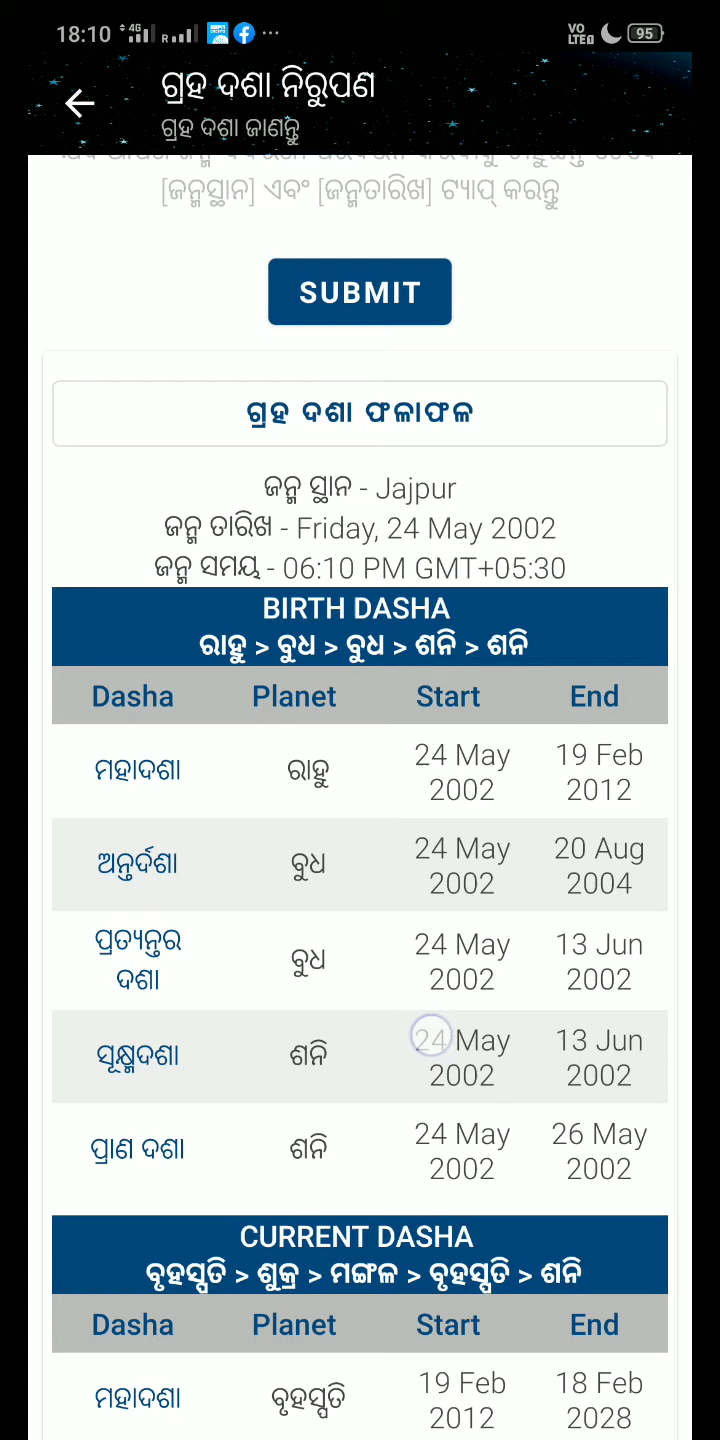 18:10 4G R VO LTE 95
ଗ୍ରହ ଦଶା ନିରୁପଣ
ଗ୍ରହ ଦଶା ଜାଣନ୍ତୁ
[ଜନ୍ମସ୍ଥାନ] ଏବଂ [ଜନ୍ମତାରିଖ] ଟ୍ୟାପ୍ କରନ୍ତୁ
SUBMIT
ଗ୍ରହ ଦଶା ଫଳାଫଳ
ଜନ୍ମ ସ୍ଥାନ - Jajpur
ଜନ୍ମ ତାରିଖ - Friday, 24 May 2002
ଜନ୍ମ ସମୟ - 06:10 PM GMT+05:30
BIRTH DASHA
ରାହୁ > ବୁଧ > ବୁଧ > ଶନି > ଶନି
Dasha Planet Start End
ମହାଦଶା ରାହୁ 24 May 2002 19 Feb 2012
ଅନ୍ତର୍ଦଶା ବୁଧ 24 May 2002 20 Aug 2004
ପ୍ରତ୍ୟନ୍ତର ଦଶା ବୁଧ 24 May 2002 13 Jun 2002
ସୂକ୍ଷ୍ମଦଶା ଶନି 24 May 2002 13 Jun 2002
ପ୍ରାଣ ଦଶା ଶନି 24 May 2002 26 May 2002
CURRENT DASHA
ବୃହସ୍ପତି > ଶୁକ୍ର > ମଙ୍ଗଳ > ବୃହସ୍ପତି > ଶନି
Dasha Planet Start End
ମହାଦଶା ବୃହସ୍ପତି 19 Feb 2012 18 Feb 2028